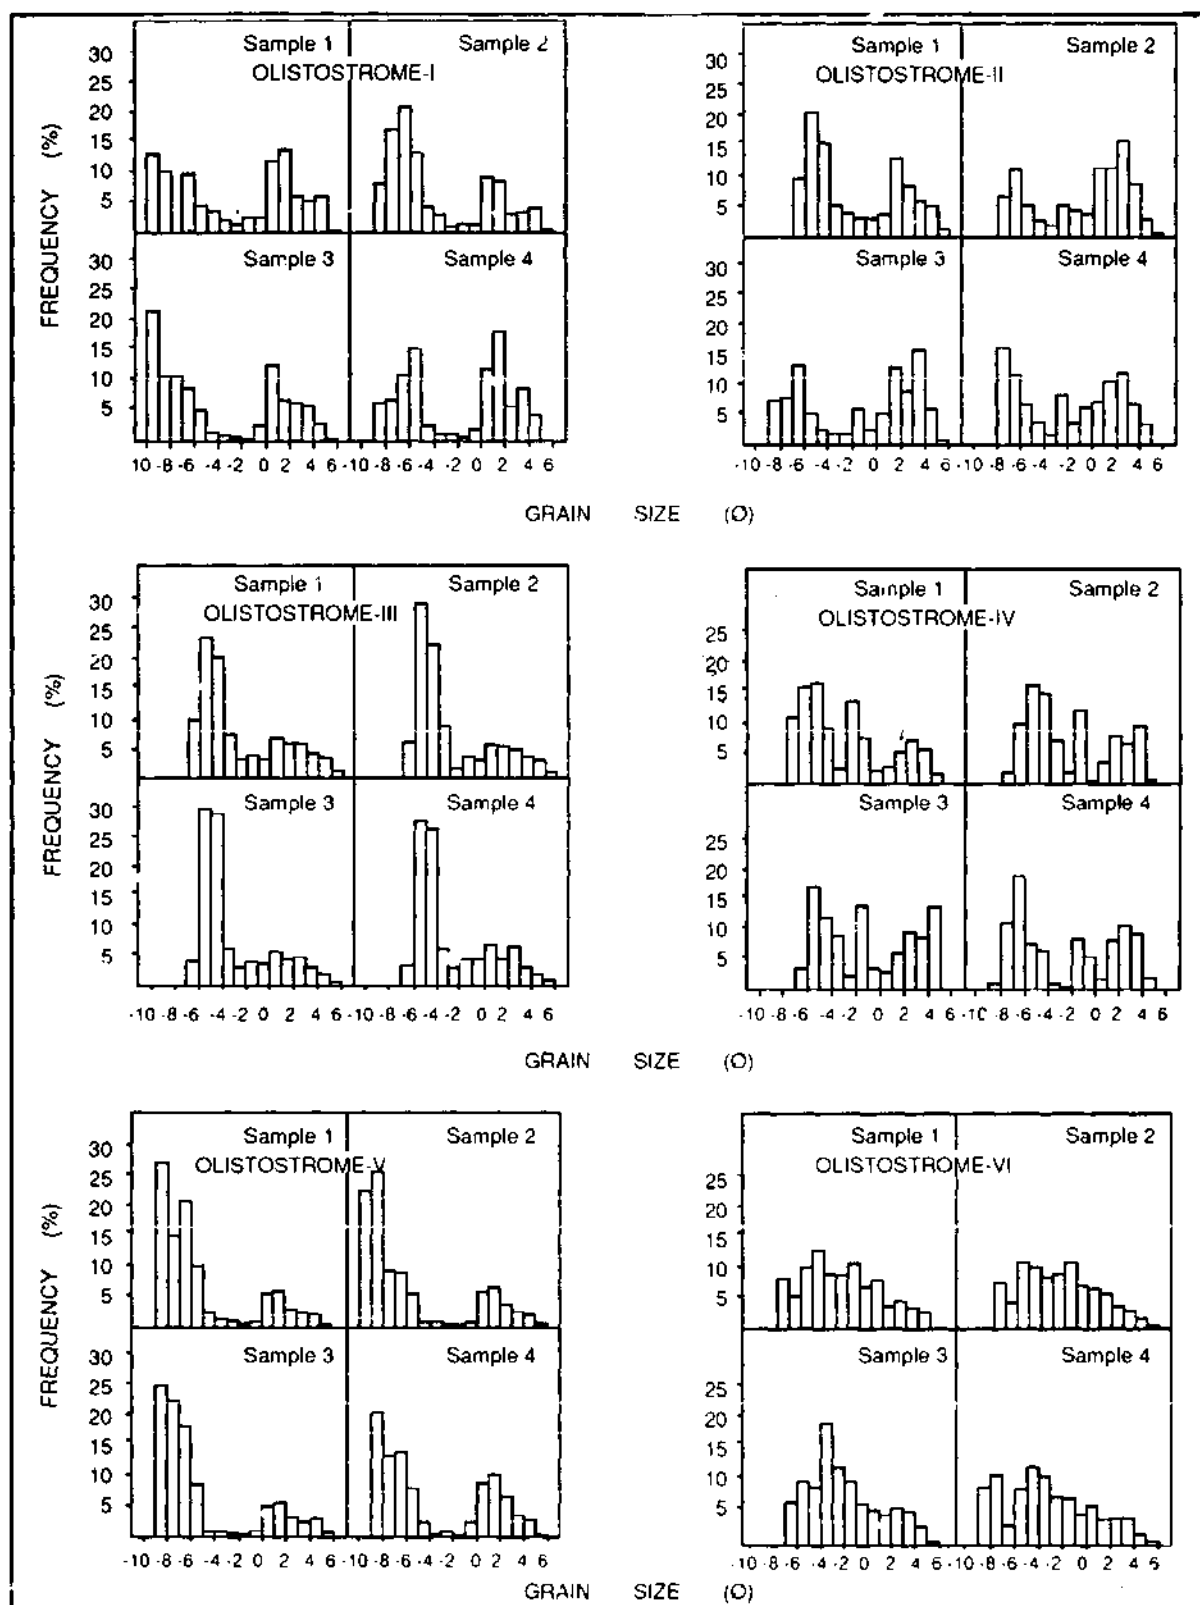 Sample 1 Sample 2
OLISTOSTROME-I
30
25
20
15
10
5
Sample 3 Sample 4
30
25
20
15
10
5
FREQUENCY (%)
FREQUENCY (%)
10 -8 -6 -4 -2 0 2 4 6 -10 -8 -6 -4 -2 0 2 4 6
Sample 1 Sample 2
OLISTOSTROME-II
30
25
20
15
10
5
Sample 3 Sample 4
30
25
20
15
10
5
-10 -8 -6 -4 -2 0 2 4 6 -10 -8 -6 -4 -2 0 2 4 6
GRAIN SIZE (Ø)
Sample 1 Sample 2
OLISTOSTROME-III
30
25
20
15
10
5
Sample 3 Sample 4
30
25
20
15
10
5
FREQUENCY (%)
FREQUENCY (%)
-10 -8 -6 -4 -2 0 2 4 6 -10 -8 -6 -4 -2 0 2 4 6
Sample 1 Sample 2
OLISTOSTROME-IV
25
20
15
10
5
Sample 3 Sample 4
25
20
15
10
5
-10 -8 -6 -4 -2 0 2 4 6 -10 -8 -6 -4 -2 0 2 4 6
GRAIN SIZE (Ø)
Sample 1 Sample 2
OLISTOSTROME-V
30
25
20
15
10
5
Sample 3 Sample 4
30
25
20
15
10
5
FREQUENCY (%)
FREQUENCY (%)
-10 -8 -6 -4 -2 0 2 4 6 -10 -8 -6 -4 -2 0 2 4 6
Sample 1 Sample 2
OLISTOSTROME-VI
25
20
15
10
5
Sample 3 Sample 4
25
20
15
10
5
-10 -8 -6 -4 -2 0 2 4 6 -10 -8 -6 -4 -2 0 2 4 6
GRAIN SIZE (Ø)